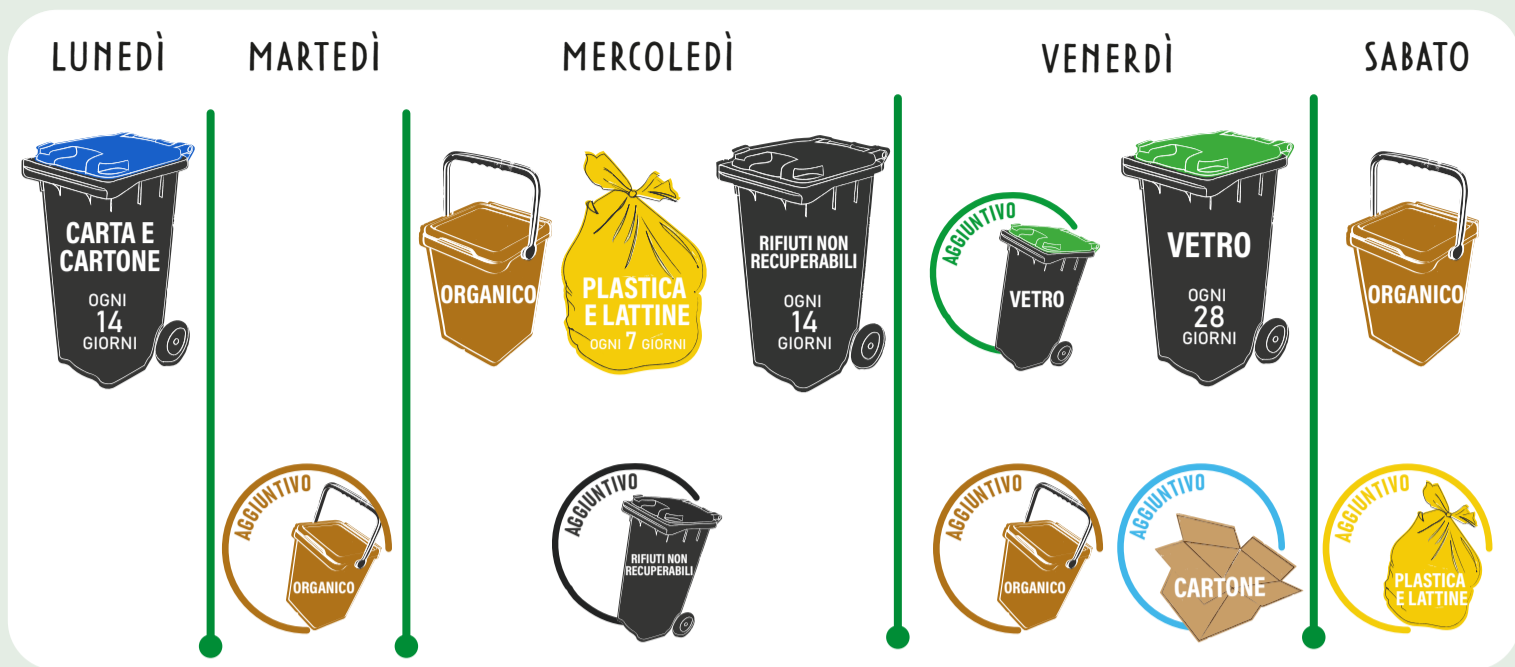 LUNEDÌ
CARTA E
CARTONE
OGNI
14
GIORNI
MARTEDÌ
AGGIUNTIVO
ORGANICO
MERCOLEDÌ
ORGANICO
PLASTICA
E LATTINE
OGNI 7 GIORNI
RIFIUTI NON
RECUPERABILI
OGNI
14
GIORNI
AGGIUNTIVO
RIFIUTI NON
RECUPERABILI
VENERDÌ
AGGIUNTIVO
VETRO
VETRO
OGNI
28
GIORNI
AGGIUNTIVO
ORGANICO
AGGIUNTIVO
CARTONE
SABATO
ORGANICO
AGGIUNTIVO
PLASTICA
E LATTINE